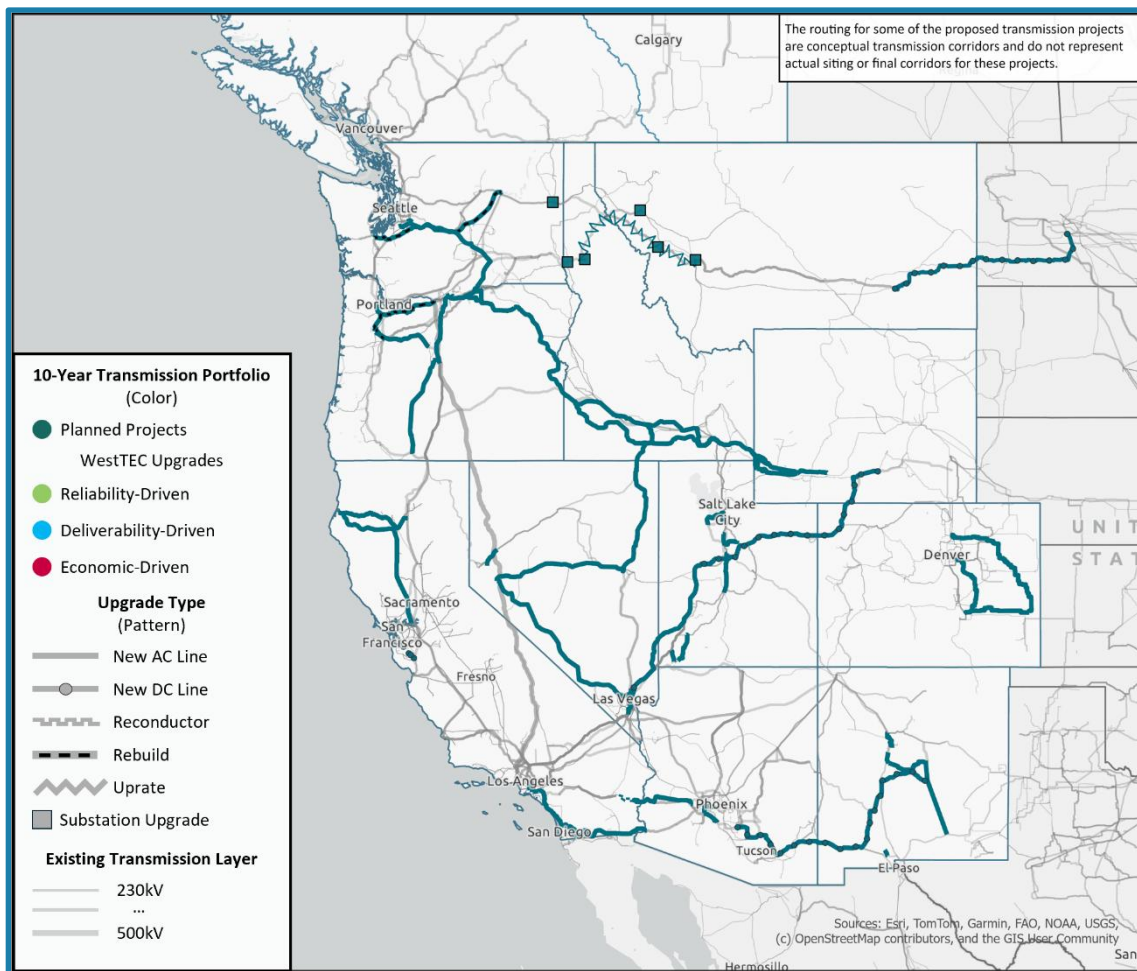 The routing for some of the proposed transmission projects
are conceptual transmission corridors and do not represent
actual siting or final corridors for these projects.
Calgary
Vancouver
Seattle
Portland
10-Year Transmission Portfolio
(Color)
Planned Projects
WestTEC Upgrades
Reliability-Driven
Deliverability-Driven
Economic-Driven
Upgrade Type
(Pattern)
New AC Line
New DC Line
Reconductor
Rebuild
Uprate
Substation Upgrade
Existing Transmission Layer
230kV
...
500kV
Salt Lake
City
UNIT
STAT
Denver
Sacramento
San
Francisco
Fresno
Las Vegas
Los Angeles
Phoenix
San Diego
Tucson
El Paso
Sources: Esri, TomTom, Garmin, FAO, NOAA, USGS,
(c) OpenStreetMap contributors, and the GIS User Community
Hermosillo
San